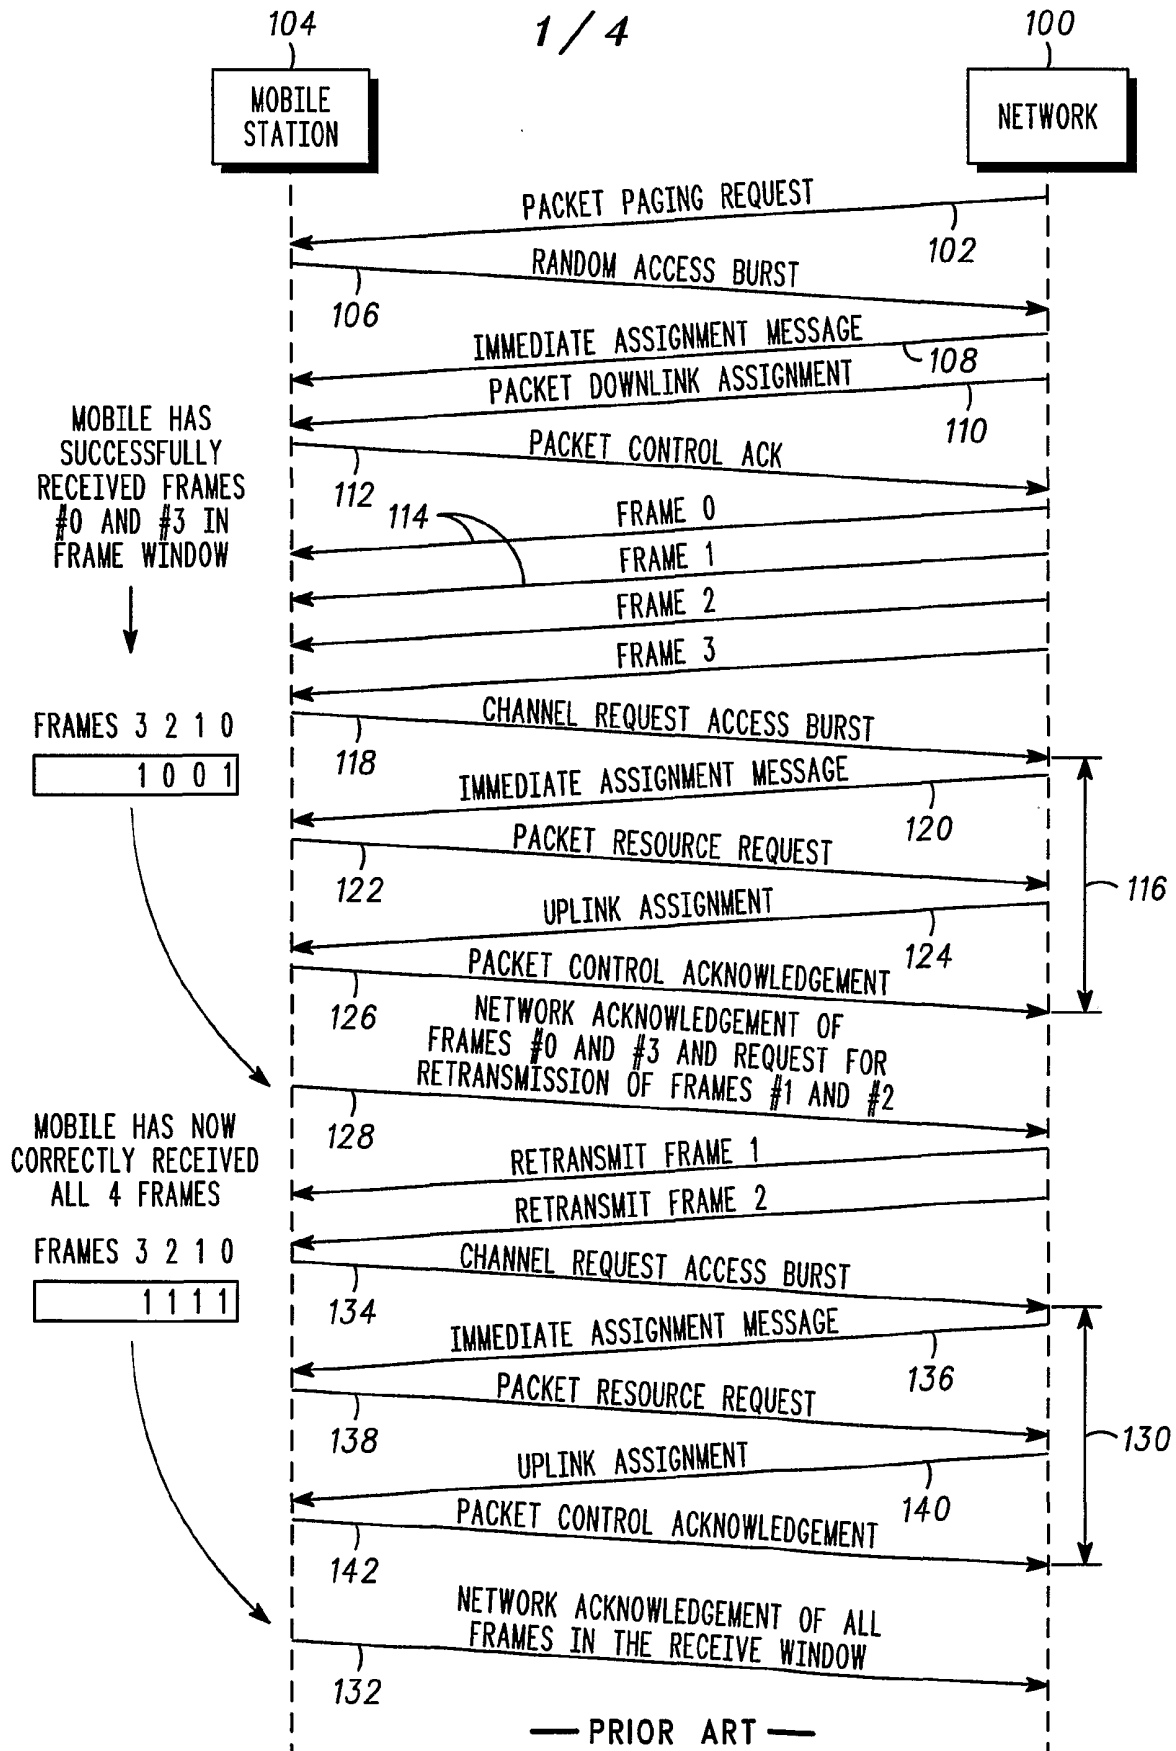 104
1/4
100
MOBILE
STATION
NETWORK
PACKET PAGING REQUEST
102
RANDOM ACCESS BURST
106
IMMEDIATE ASSIGNMENT MESSAGE
108
PACKET DOWNLINK ASSIGNMENT
110
MOBILE HAS
SUCCESSFULLY
RECEIVED FRAMES
#0 AND #3 IN
FRAME WINDOW
PACKET CONTROL ACK
112
114
FRAME 0
FRAME 1
FRAME 2
FRAME 3
FRAMES 3 2 1 0
1 0 0 1
CHANNEL REQUEST ACCESS BURST
118
IMMEDIATE ASSIGNMENT MESSAGE
120
PACKET RESOURCE REQUEST
122
116
UPLINK ASSIGNMENT
124
PACKET CONTROL ACKNOWLEDGEMENT
126
NETWORK ACKNOWLEDGEMENT OF
FRAMES #0 AND #3 AND REQUEST FOR
RETRANSMISSION OF FRAMES #1 AND #2
128
MOBILE HAS NOW
CORRECTLY RECEIVED
ALL 4 FRAMES
RETRANSMIT FRAME 1
RETRANSMIT FRAME 2
FRAMES 3 2 1 0
1 1 1 1
CHANNEL REQUEST ACCESS BURST
134
IMMEDIATE ASSIGNMENT MESSAGE
136
PACKET RESOURCE REQUEST
138
130
UPLINK ASSIGNMENT
140
PACKET CONTROL ACKNOWLEDGEMENT
142
NETWORK ACKNOWLEDGEMENT OF ALL
FRAMES IN THE RECEIVE WINDOW
132
— PRIOR ART —